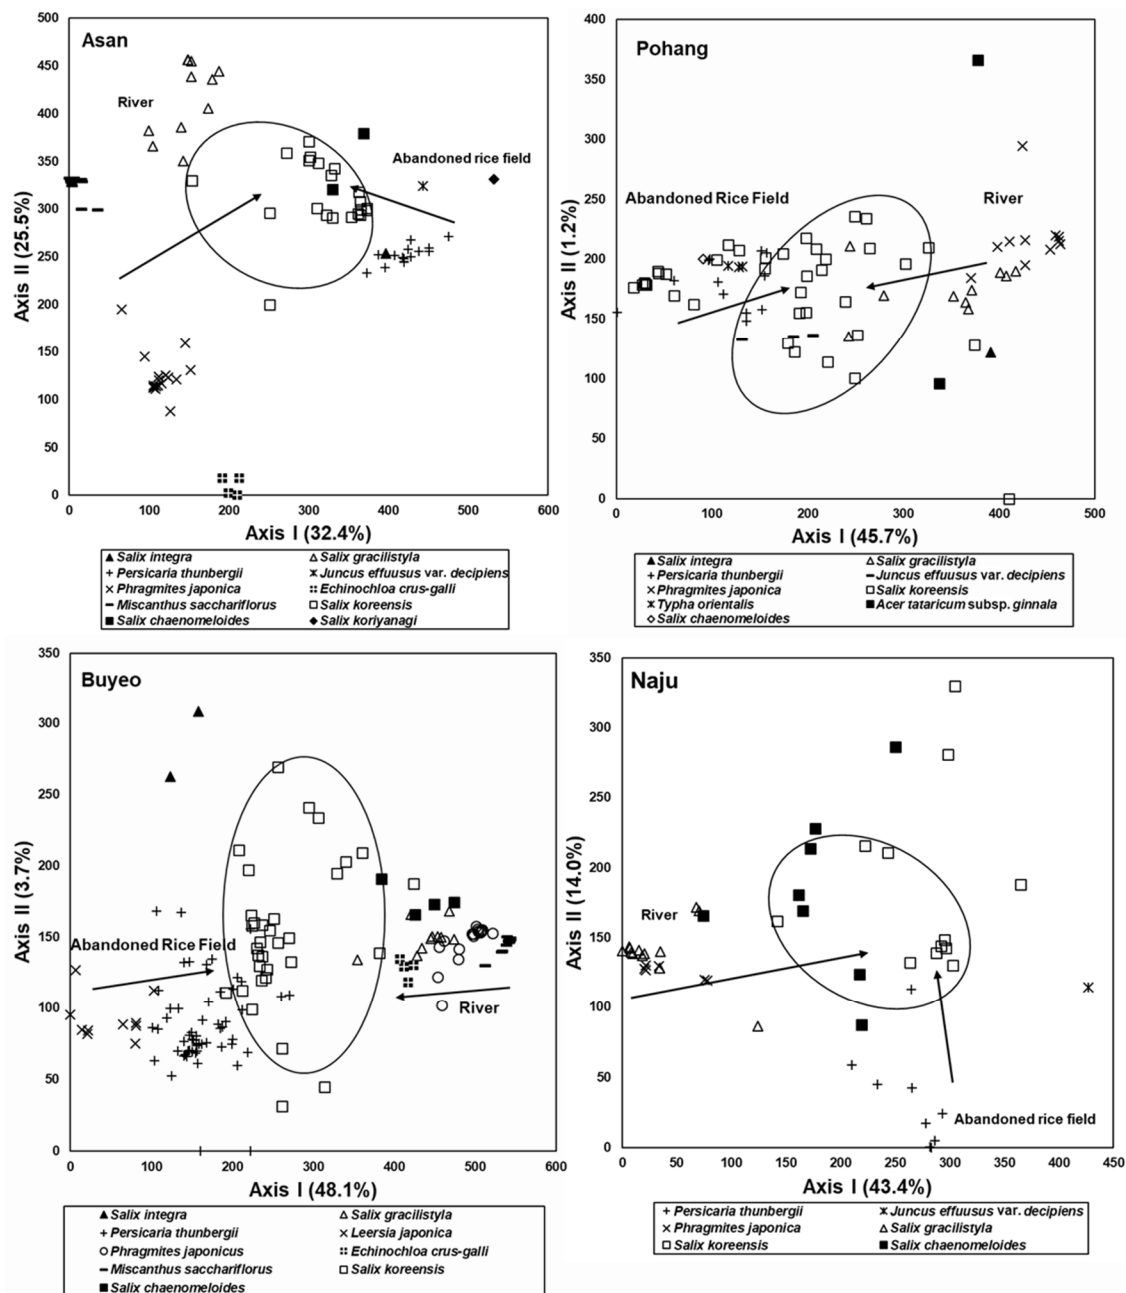 Asan
500
450
400
350
300
250
200
150
100
50
0
Axis II (25.5%)
River
Abandoned rice field
0 100 200 300 400 500 600
Axis I (32.4%)
Salix integra Salix gracilistyla
Persicaria thunbergii Juncus effuusus var. decipiens
Phragmites japonica Echinochloa crus-galli
Miscanthus sacchariflorus Salix koreensis
Salix chaenomeloides Salix koriyanagi
Pohang
400
350
300
250
200
150
100
50
0
Axis II (1.2%)
Abandoned Rice Field
River
0 100 200 300 400 500
Axis I (45.7%)
Salix integra Salix gracilistyla
Persicaria thunbergii Juncus effuusus var. decipiens
Phragmites japonica Salix koreensis
Typha orientalis Acer tataricum subsp. ginnala
Salix chaenomeloides
Buyeo
350
300
250
200
150
100
50
0
Axis II (3.7%)
Abandoned Rice Field
River
0 100 200 300 400 500 600
Axis I (48.1%)
Salix integra Salix gracilistyla
Persicaria thunbergii Leersia japonica
Phragmites japonicus Echinochloa crus-galli
Miscanthus sacchariflorus Salix koreensis
Salix chaenomeloides
Naju
350
300
250
200
150
100
50
0
Axis II (14.0%)
River
Abandoned rice field
0 50 100 150 200 250 300 350 400 450
Axis I (43.4%)
Persicaria thunbergii Juncus effuusus var. decipiens
Phragmites japonica Salix gracilistyla
Salix koreensis Salix chaenomeloides